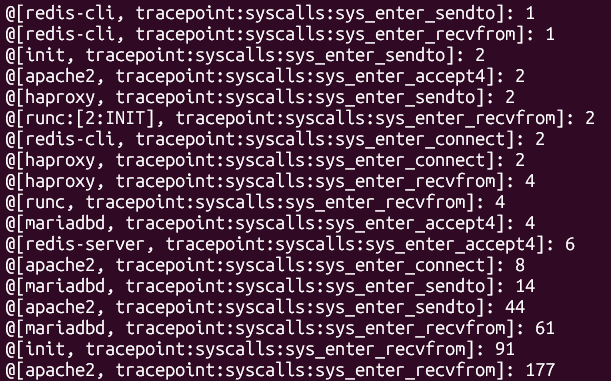 @[redis-cli, tracepoint:syscalls:sys_enter_sendto]: 1
@[redis-cli, tracepoint:syscalls:sys_enter_recvfrom]: 1
@[init, tracepoint:syscalls:sys_enter_sendto]: 2
@[apache2, tracepoint:syscalls:sys_enter_accept4]: 2
@[haproxy, tracepoint:syscalls:sys_enter_sendto]: 2
@[runc:[2:INIT], tracepoint:syscalls:sys_enter_recvfrom]: 2
@[redis-cli, tracepoint:syscalls:sys_enter_connect]: 2
@[haproxy, tracepoint:syscalls:sys_enter_connect]: 2
@[haproxy, tracepoint:syscalls:sys_enter_recvfrom]: 4
@[runc, tracepoint:syscalls:sys_enter_recvfrom]: 4
@[mariadbd, tracepoint:syscalls:sys_enter_accept4]: 4
@[redis-server, tracepoint:syscalls:sys_enter_accept4]: 6
@[apache2, tracepoint:syscalls:sys_enter_connect]: 8
@[mariadbd, tracepoint:syscalls:sys_enter_sendto]: 14
@[apache2, tracepoint:syscalls:sys_enter_sendto]: 44
@[mariadbd, tracepoint:syscalls:sys_enter_recvfrom]: 61
@[init, tracepoint:syscalls:sys_enter_recvfrom]: 91
@[apache2, tracepoint:syscalls:sys_enter_recvfrom]: 177